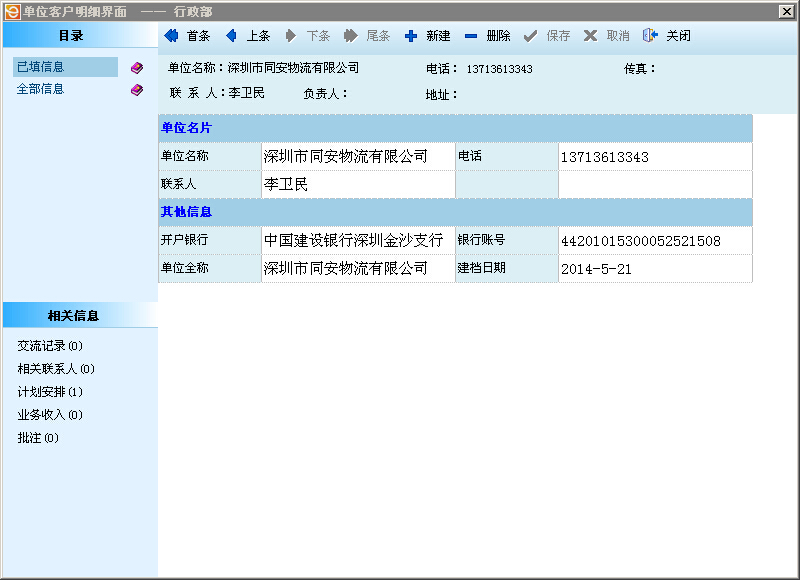 单位客户明细界面 —— 行政部
目录
首条 上条 下条 尾条 新建 删除 保存 取消 关闭
已填信息
全部信息
单位名称：深圳市同安物流有限公司 电话： 13713613343 传真：
联 系 人：李卫民 负责人： 地址：
单位名片
单位名称 深圳市同安物流有限公司 电话 13713613343
联系人 李卫民
其他信息
开户银行 中国建设银行深圳金沙支行 银行账号 44201015300052521508
单位全称 深圳市同安物流有限公司 建档日期 2014-5-21
相关信息
交流记录(0)
相关联系人(0)
计划安排(1)
业务收入(0)
批注(0)